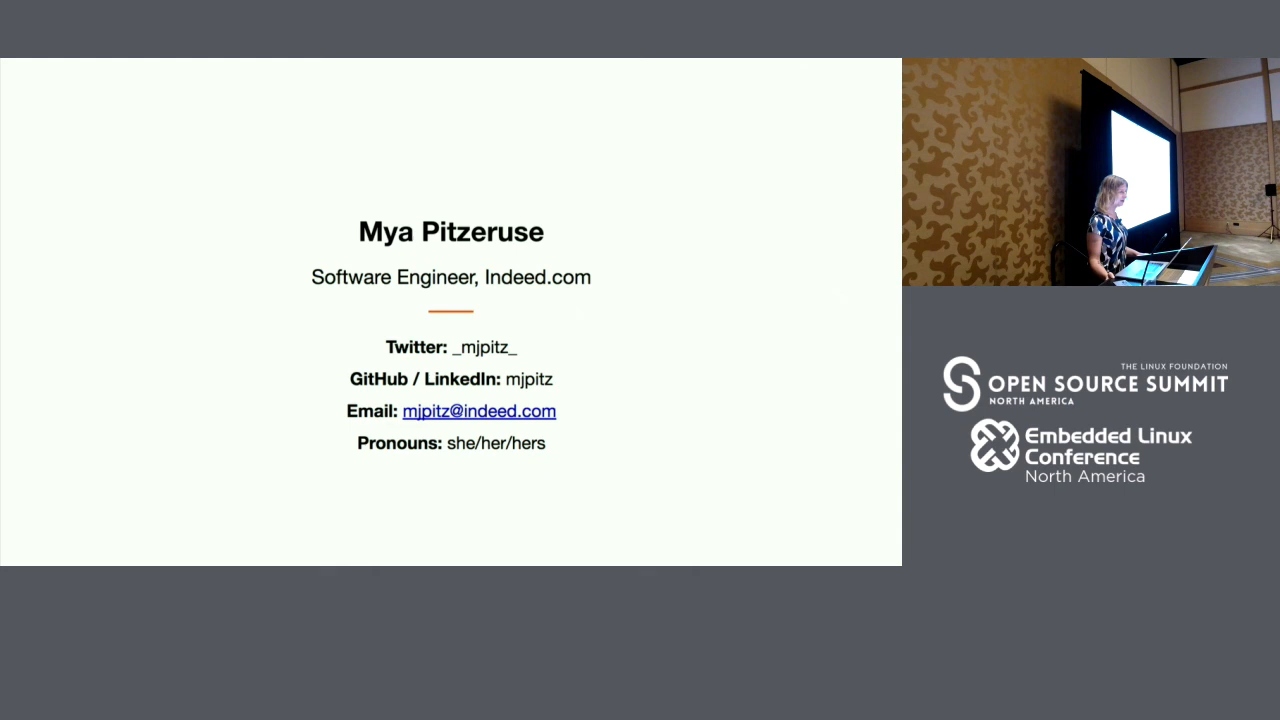 Mya Pitzeruse
Software Engineer, Indeed.com
Twitter: _mjpitz_
GitHub / LinkedIn: mjpitz
Email: mjpitz@indeed.com
Pronouns: she/her/hers
THE LINUX FOUNDATION
OPEN SOURCE SUMMIT
NORTH AMERICA
Embedded Linux
Conference
North America